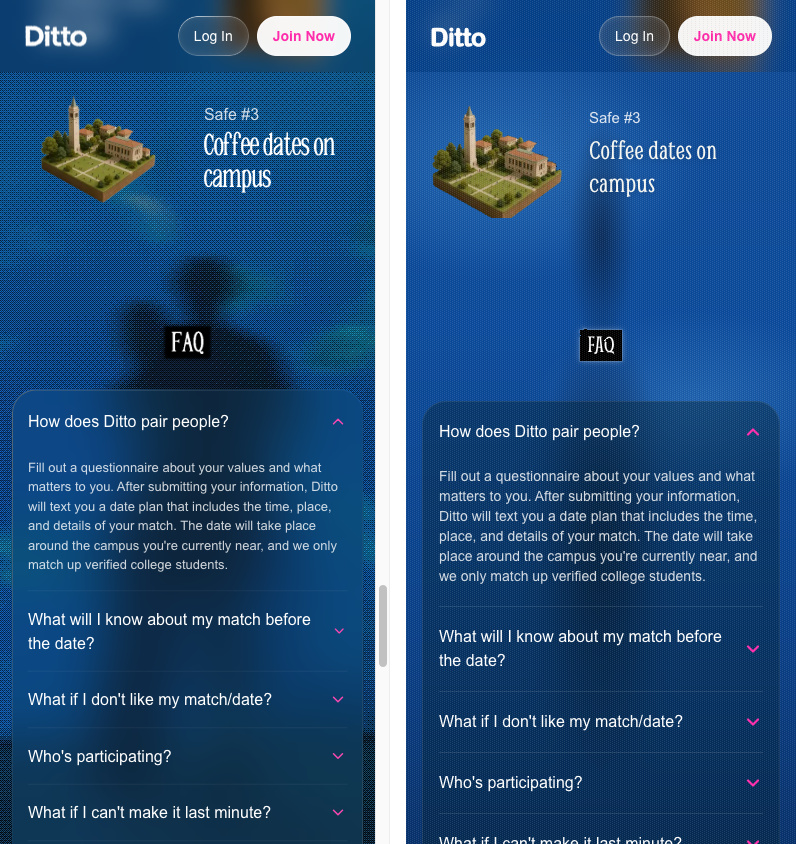 Ditto
Log In
Join Now
Safe #3
Coffee dates on
campus
FAQ
How does Ditto pair people?
Fill out a questionnaire about your values and what
matters to you. After submitting your information, Ditto
will text you a date plan that includes the time, place,
and details of your match. The date will take place
around the campus you're currently near, and we only
match up verified college students.
What will I know about my match before
the date?
What if I don't like my match/date?
Who's participating?
What if I can't make it last minute?
Ditto
Log In
Join Now
Safe #3
Coffee dates on
campus
FAQ
How does Ditto pair people?
Fill out a questionnaire about your values and what
matters to you. After submitting your information,
Ditto will text you a date plan that includes the time,
place, and details of your match. The date will take
place around the campus you're currently near, and
we only match up verified college students.
What will I know about my match before
the date?
What if I don't like my match/date?
Who's participating?
What if I can't make it last minute?